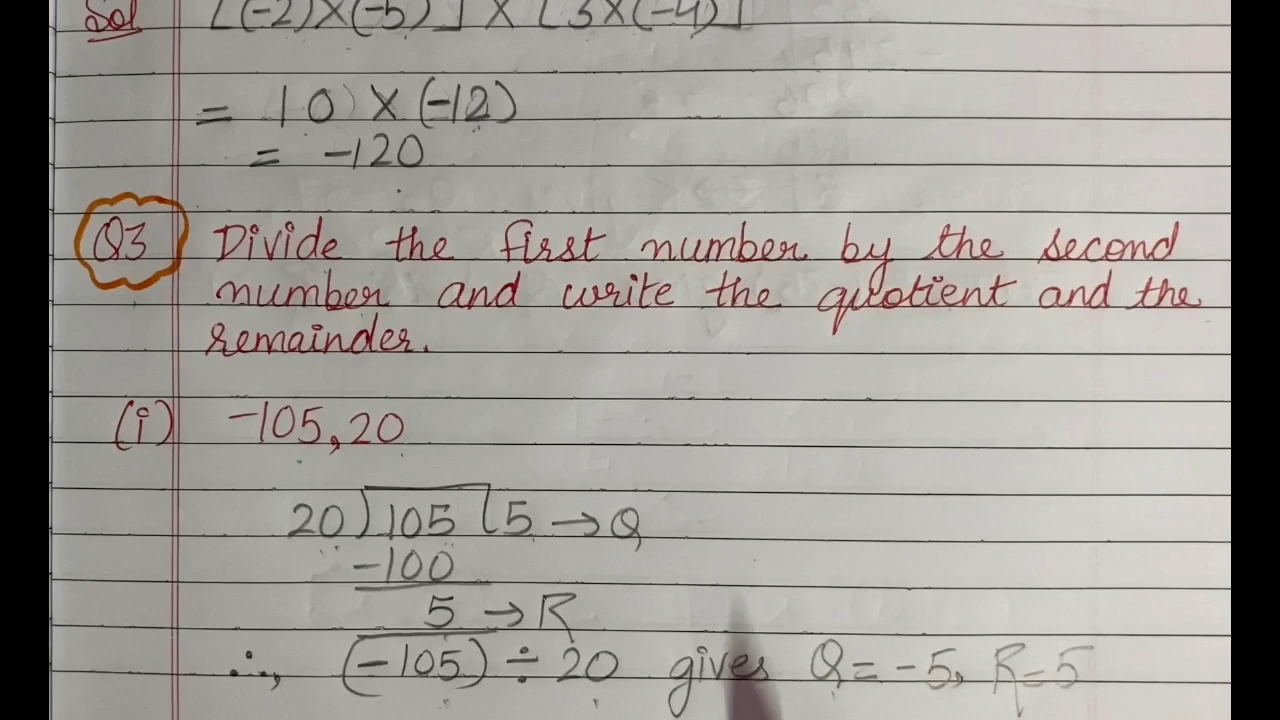 Sol [(-2)×(-5)] × [3×(-4)]
= 10 × (-12)
= -120
Q3 Divide the first number by the second
number and write the quotient and the
remainder.
(i) -105,20
20)105(5 → Q
-100
5 → R
∴, (-105) ÷ 20 gives Q = -5, R=5